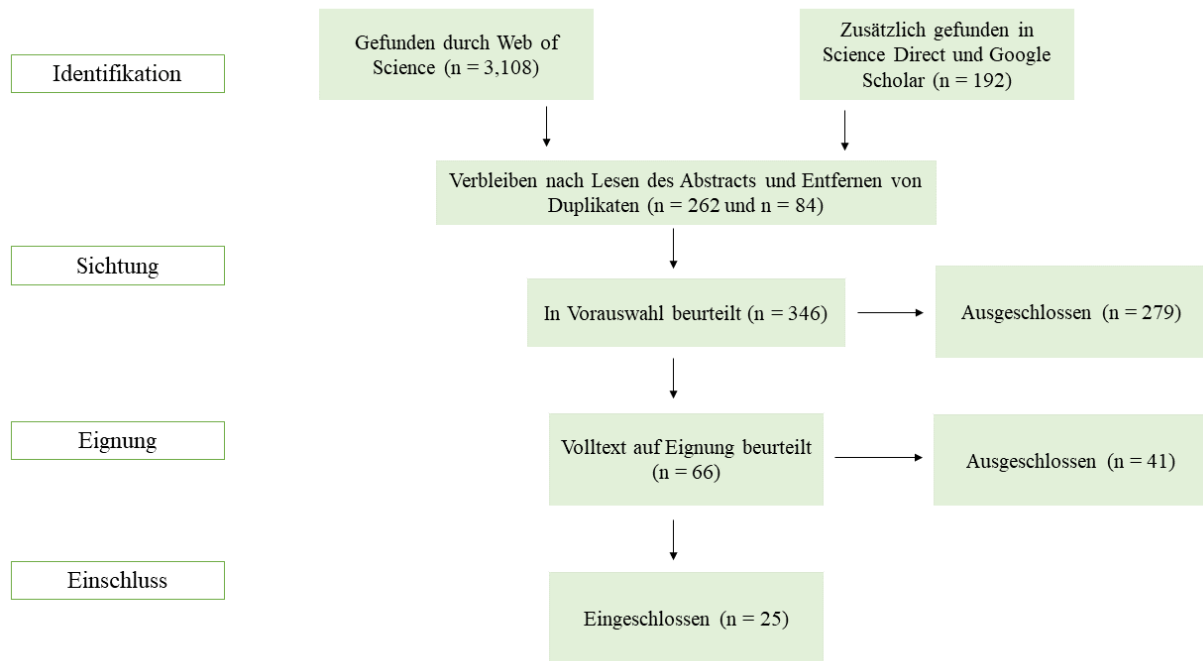 Identifikation
Gefunden durch Web of
Science (n = 3,108)
Zusätzlich gefunden in
Science Direct und Google
Scholar (n = 192)
Verbleiben nach Lesen des Abstracts und Entfernen von
Duplikaten (n = 262 und n = 84)
Sichtung
In Vorauswahl beurteilt (n = 346)
Ausgeschlossen (n = 279)
Eignung
Volltext auf Eignung beurteilt
(n = 66)
Ausgeschlossen (n = 41)
Einschluss
Eingeschlossen (n = 25)